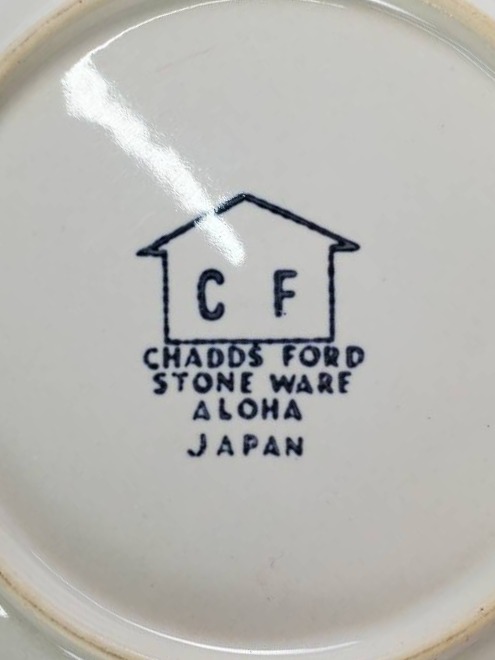 C F
CHADDS FORD
STONE WARE
ALOHA
JAPAN